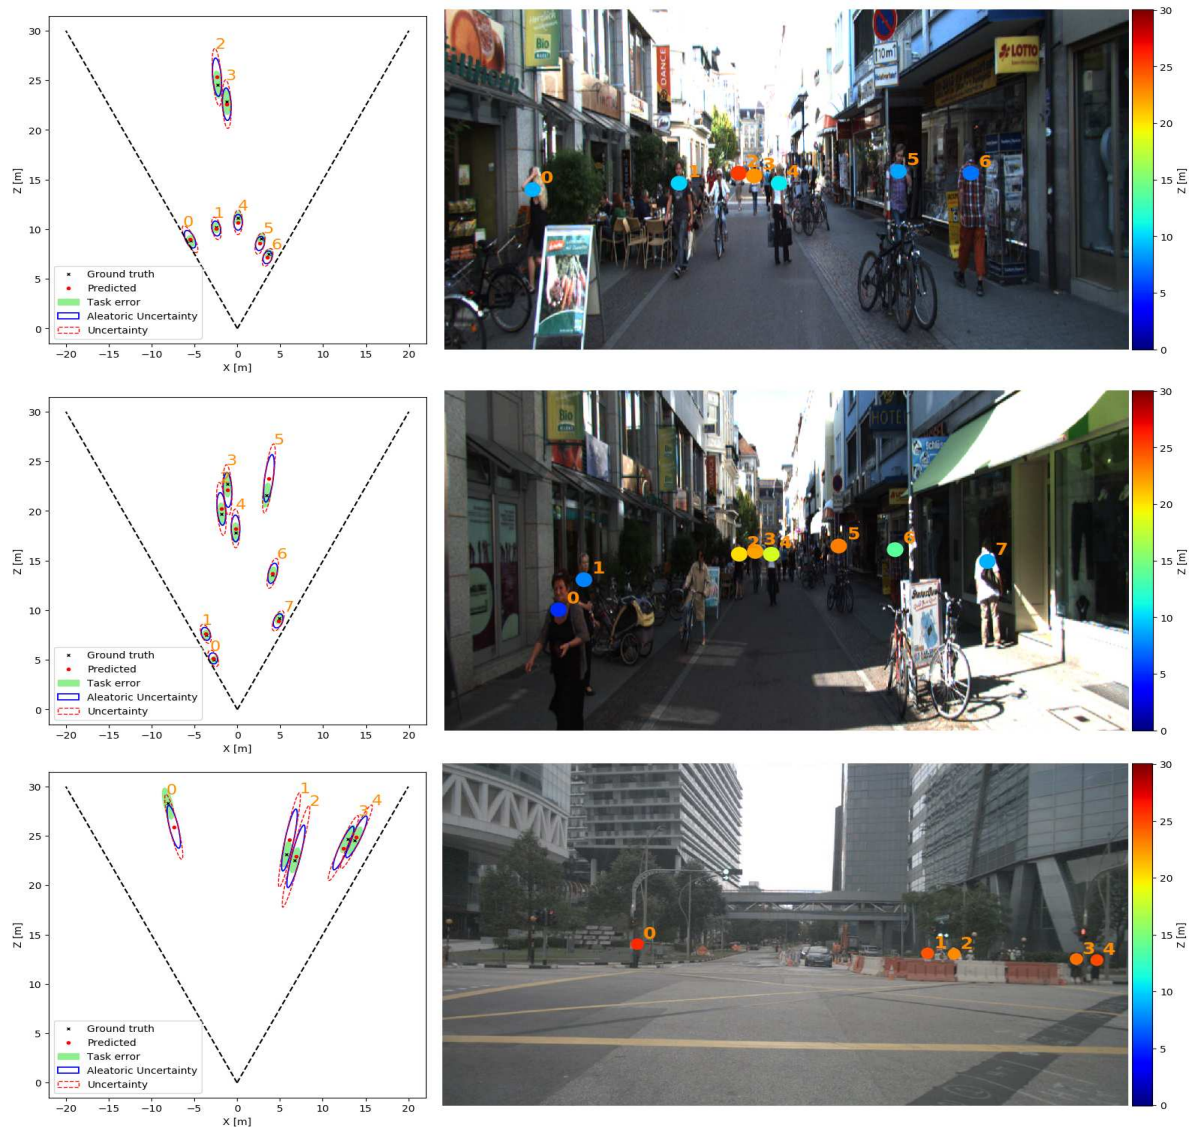 30
25
20
15
10
5
0
Z [m]
−20 −15 −10 −5 0 5 10 15 20
X [m]
2
3
0
1
4
5
6
Ground truth
Predicted
Task error
Aleatoric Uncertainty
Uncertainty
Bio
DANCE
10m
LOTTO
0
1
2
3
4
5
6
30
25
20
15
10
5
0
Z [m]
30
25
20
15
10
5
0
Z [m]
−20 −15 −10 −5 0 5 10 15 20
X [m]
5
3
4
6
7
1
0
Ground truth
Predicted
Task error
Aleatoric Uncertainty
Uncertainty
Bio
HOTEL
0
1
2
3
4
5
6
7
30
25
20
15
10
5
0
Z [m]
30
25
20
15
10
5
0
Z [m]
−20 −15 −10 −5 0 5 10 15 20
X [m]
0
1
2
3
4
Ground truth
Predicted
Task error
Aleatoric Uncertainty
Uncertainty
0
1
2
3
4
30
25
20
15
10
5
0
Z [m]